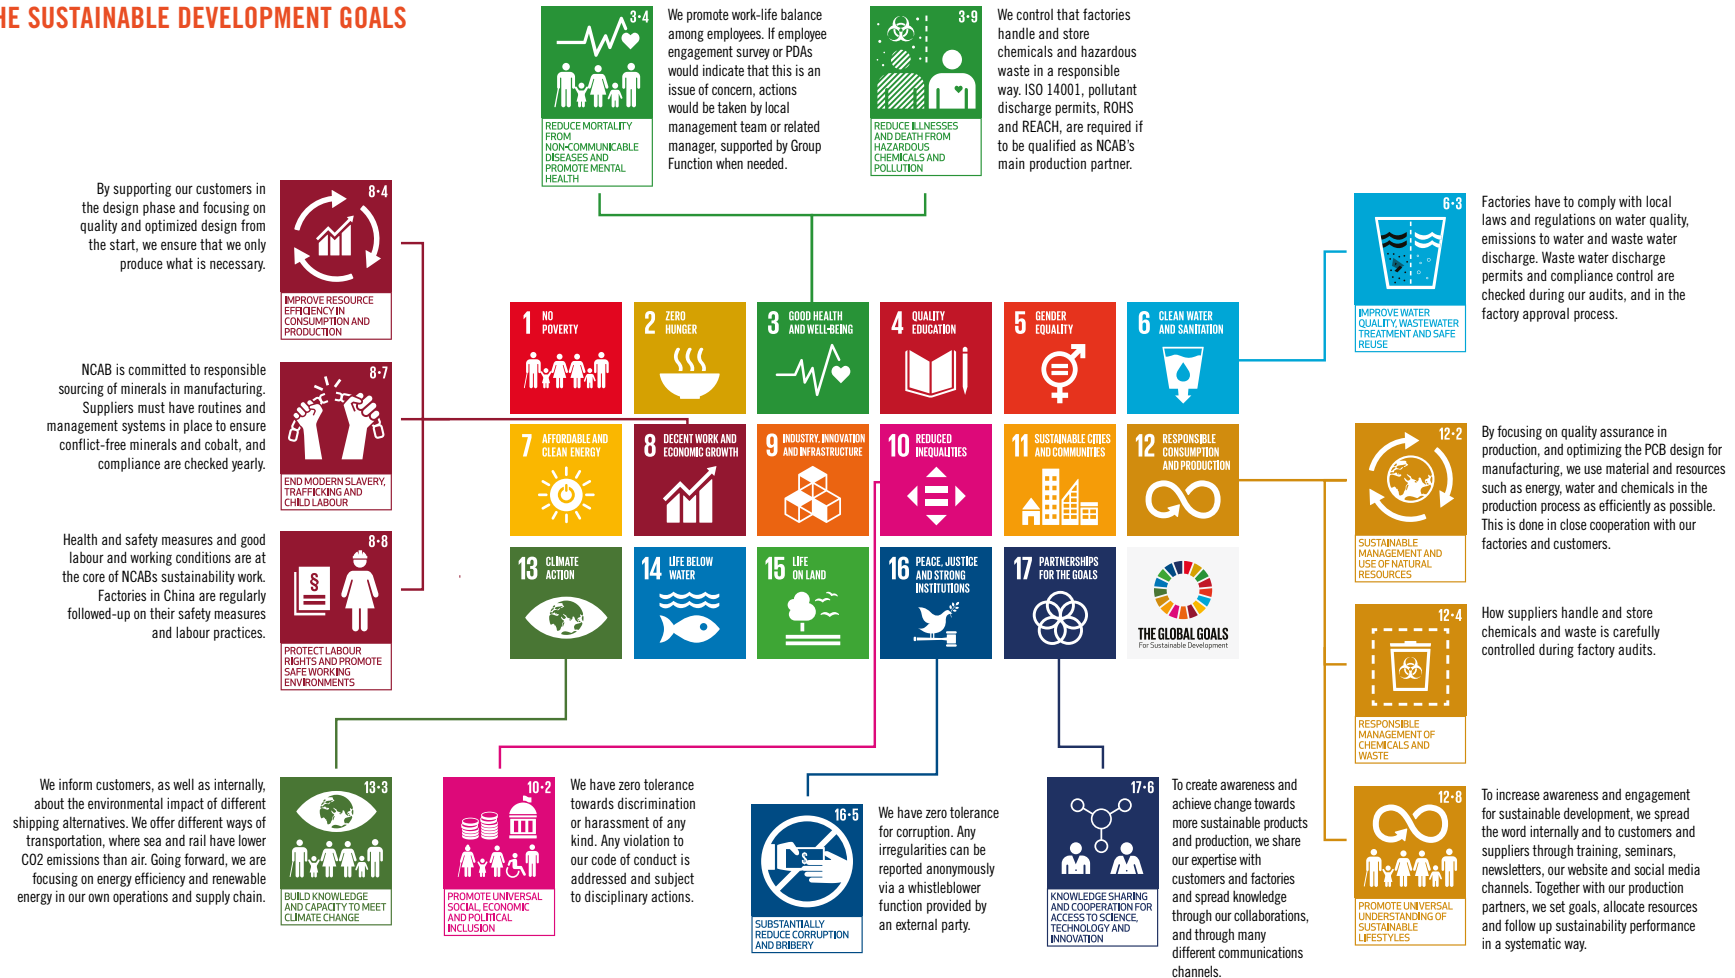 HE SUSTAINABLE DEVELOPMENT GOALS
3·4
REDUCE MORTALITY
FROM
NON-COMMUNICABLE
DISEASES AND
PROMOTE MENTAL
HEALTH
We promote work-life balance
among employees. If employee
engagement survey or PDAs
would indicate that this is an
issue of concern, actions
would be taken by local
management team or related
manager, supported by Group
Function when needed.
3·9
REDUCE ILLNESSES
AND DEATH FROM
HAZARDOUS
CHEMICALS AND
POLLUTION
We control that factories
handle and store
chemicals and hazardous
waste in a responsible
way. ISO 14001, pollutant
discharge permits, ROHS
and REACH, are required if
to be qualified as NCAB's
main production partner.
By supporting our customers in
the design phase and focusing on
quality and optimized design from
the start, we ensure that we only
produce what is necessary.
8·4
IMPROVE RESOURCE
EFFICIENCY IN
CONSUMPTION AND
PRODUCTION
NCAB is committed to responsible
sourcing of minerals in manufacturing.
Suppliers must have routines and
management systems in place to ensure
conflict-free minerals and cobalt, and
compliance are checked yearly.
8·7
END MODERN SLAVERY,
TRAFFICKING AND
CHILD LABOUR
Health and safety measures and good
labour and working conditions are at
the core of NCABs sustainability work.
Factories in China are regularly
followed-up on their safety measures
and labour practices.
8·8
§
PROTECT LABOUR
RIGHTS AND PROMOTE
SAFE WORKING
ENVIRONMENTS
1 NO
POVERTY
2 ZERO
HUNGER
3 GOOD HEALTH
AND WELL-BEING
4 QUALITY
EDUCATION
5 GENDER
EQUALITY
6 CLEAN WATER
AND SANITATION
7 AFFORDABLE AND
CLEAN ENERGY
8 DECENT WORK AND
ECONOMIC GROWTH
9 INDUSTRY, INNOVATION
AND INFRASTRUCTURE
10 REDUCED
INEQUALITIES
11 SUSTAINABLE CITIES
AND COMMUNITIES
12 RESPONSIBLE
CONSUMPTION
AND PRODUCTION
13 CLIMATE
ACTION
14 LIFE BELOW
WATER
15 LIFE
ON LAND
16 PEACE, JUSTICE
AND STRONG
INSTITUTIONS
17 PARTNERSHIPS
FOR THE GOALS
THE GLOBAL GOALS
For Sustainable Development
6·3
IMPROVE WATER
QUALITY, WASTEWATER
TREATMENT AND SAFE
REUSE
Factories have to comply with local
laws and regulations on water quality,
emissions to water and waste water
discharge. Waste water discharge
permits and compliance control are
checked during our audits, and in the
factory approval process.
12·2
SUSTAINABLE
MANAGEMENT AND
USE OF NATURAL
RESOURCES
By focusing on quality assurance in
production, and optimizing the PCB design for
manufacturing, we use material and resources
such as energy, water and chemicals in the
production process as efficiently as possible.
This is done in close cooperation with our
factories and customers.
12·4
RESPONSIBLE
MANAGEMENT OF
CHEMICALS AND
WASTE
How suppliers handle and store
chemicals and waste is carefully
controlled during factory audits.
12·8
PROMOTE UNIVERSAL
UNDERSTANDING OF
SUSTAINABLE
LIFESTYLES
To increase awareness and engagement
for sustainable development, we spread
the word internally and to customers and
suppliers through training, seminars,
newsletters, our website and social media
channels. Together with our production
partners, we set goals, allocate resources
and follow up sustainability performance
in a systematic way.
We inform customers, as well as internally,
about the environmental impact of different
shipping alternatives. We offer different ways of
transportation, where sea and rail have lower
CO2 emissions than air. Going forward, we are
focusing on energy efficiency and renewable
energy in our own operations and supply chain.
13·3
BUILD KNOWLEDGE
AND CAPACITY TO MEET
CLIMATE CHANGE
10·2
PROMOTE UNIVERSAL
SOCIAL, ECONOMIC
AND POLITICAL
INCLUSION
We have zero tolerance
towards discrimination
or harassment of any
kind. Any violation to
our code of conduct is
addressed and subject
to disciplinary actions.
16·5
SUBSTANTIALLY
REDUCE CORRUPTION
AND BRIBERY
We have zero tolerance
for corruption. Any
irregularities can be
reported anonymously
via a whistleblower
function provided by
an external party.
17·6
KNOWLEDGE SHARING
AND COOPERATION FOR
ACCESS TO SCIENCE,
TECHNOLOGY AND
INNOVATION
To create awareness and
achieve change towards
more sustainable products
and production, we share
our expertise with
customers and factories
and spread knowledge
through our collaborations,
and through many
different communications
channels.